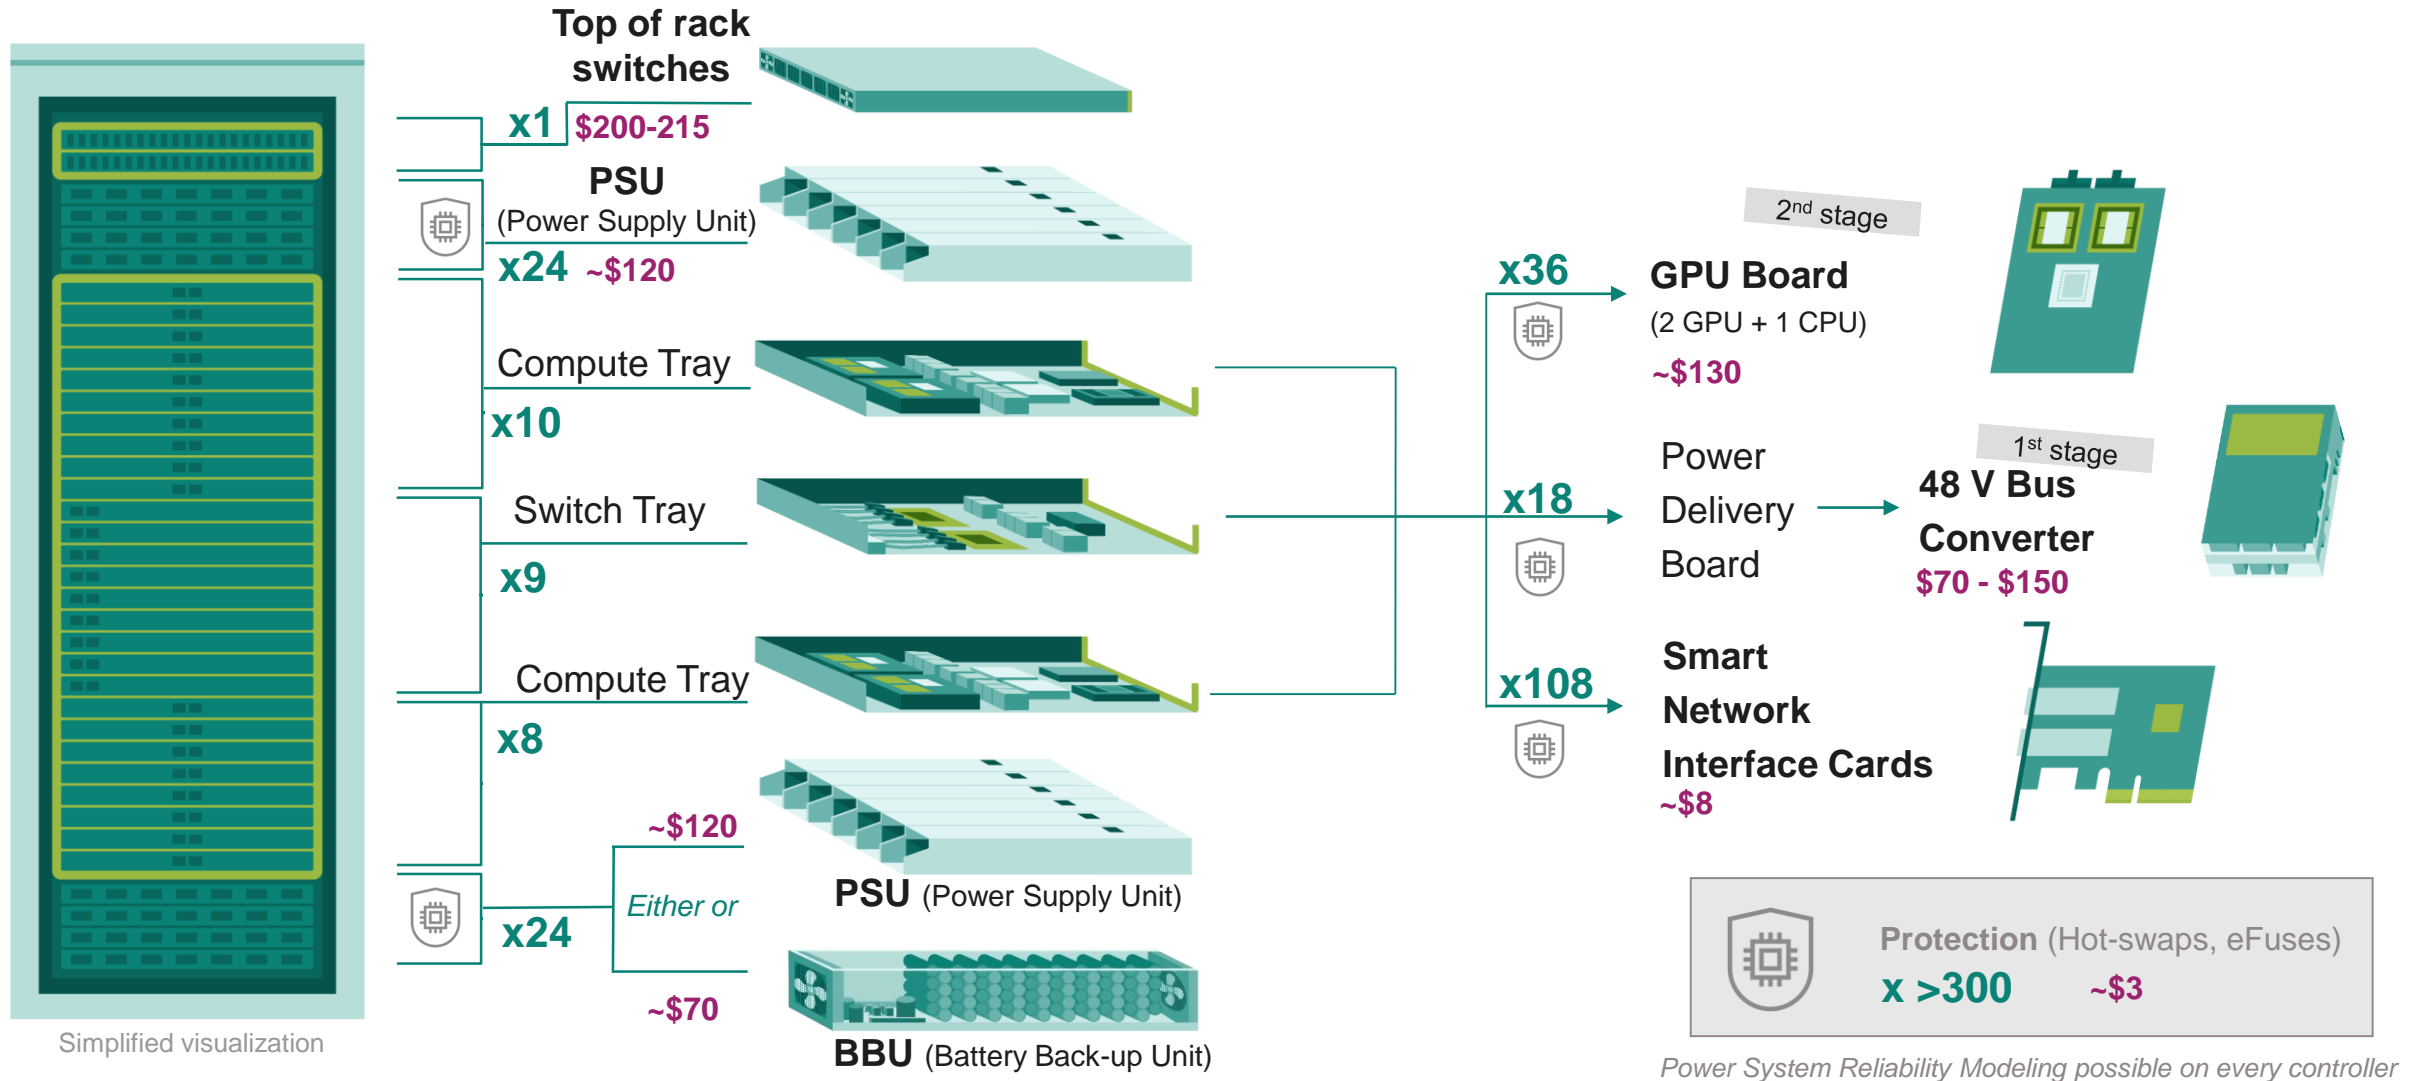 Top of rack
switches
x1
$200-215
PSU
(Power Supply Unit)
x24 ~$120
Compute Tray
x10
Switch Tray
x9
Compute Tray
x8
~$120
Either or
x24
PSU (Power Supply Unit)
~$70
BBU (Battery Back-up Unit)
Simplified visualization
2nd stage
x36
GPU Board
(2 GPU + 1 CPU)
~$130
x18
Power
Delivery
Board
1st stage
48 V Bus
Converter
$70 - $150
x108
Smart
Network
Interface Cards
~$8
Protection (Hot-swaps, eFuses)
x >300 ~$3
Power System Reliability Modeling possible on every controller